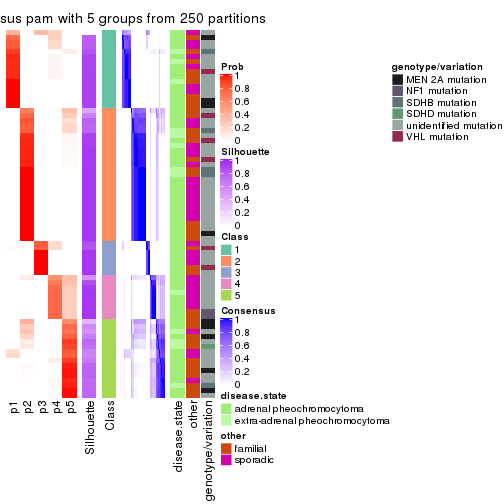 sus pam with 5 groups from 250 partitions
Prob
1
0.8
0.6
0.4
0.2
0
Silhouette
1
0.8
0.6
0.4
0.2
0
Class
1
2
3
4
5
Consensus
1
0.8
0.6
0.4
0.2
0
disease.state
adrenal pheochromocytoma
extra-adrenal pheochromocytoma
other
familial
sporadic
genotype/variation
MEN 2A mutation
NF1 mutation
SDHB mutation
SDHD mutation
unidentified mutation
VHL mutation
p1
p2
p3
p4
p5
Silhouette
Class
disease.state
other
genotype/variation